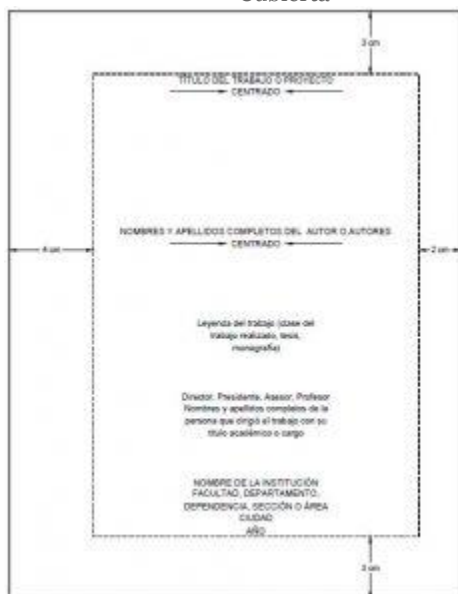 3 cm
TÍTULO DEL TRABAJO O PROYECTO
CENTRADO
NOMBRES Y APELLIDOS COMPLETOS DEL AUTOR O AUTORES
4 cm
CENTRADO
2 cm
Leyenda del trabajo (clase del
trabajo realizado, tesis,
monografía)
Director, Presidente, Asesor, Profesor
Nombres y apellidos completos de la
persona que dirigió el trabajo con su
título académico o cargo
NOMBRE DE LA INSTITUCIÓN
FACULTAD, DEPARTAMENTO,
DEPENDENCIA, SECCIÓN O ÁREA
CIUDAD
AÑO
3 cm